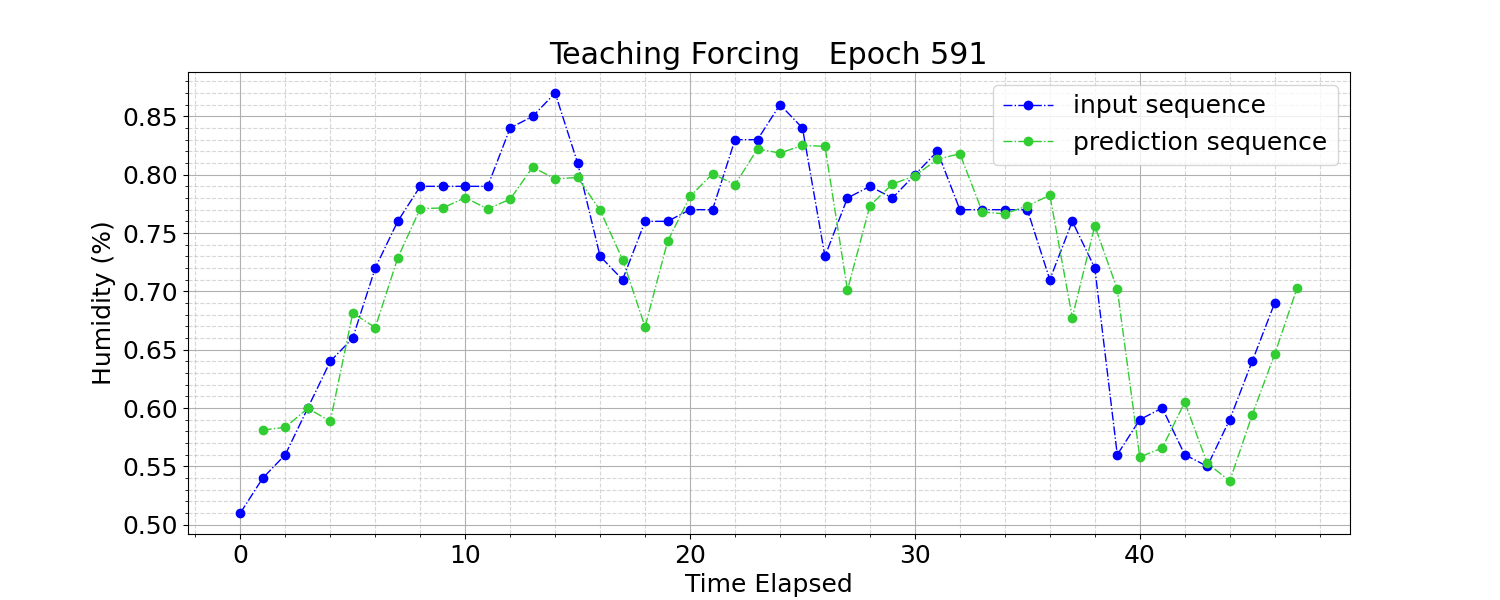 Teaching Forcing   Epoch 591
input sequence
prediction sequence
Humidity (%)
0.85
0.80
0.75
0.70
0.65
0.60
0.55
0.50
0 10 20 30 40
Time Elapsed